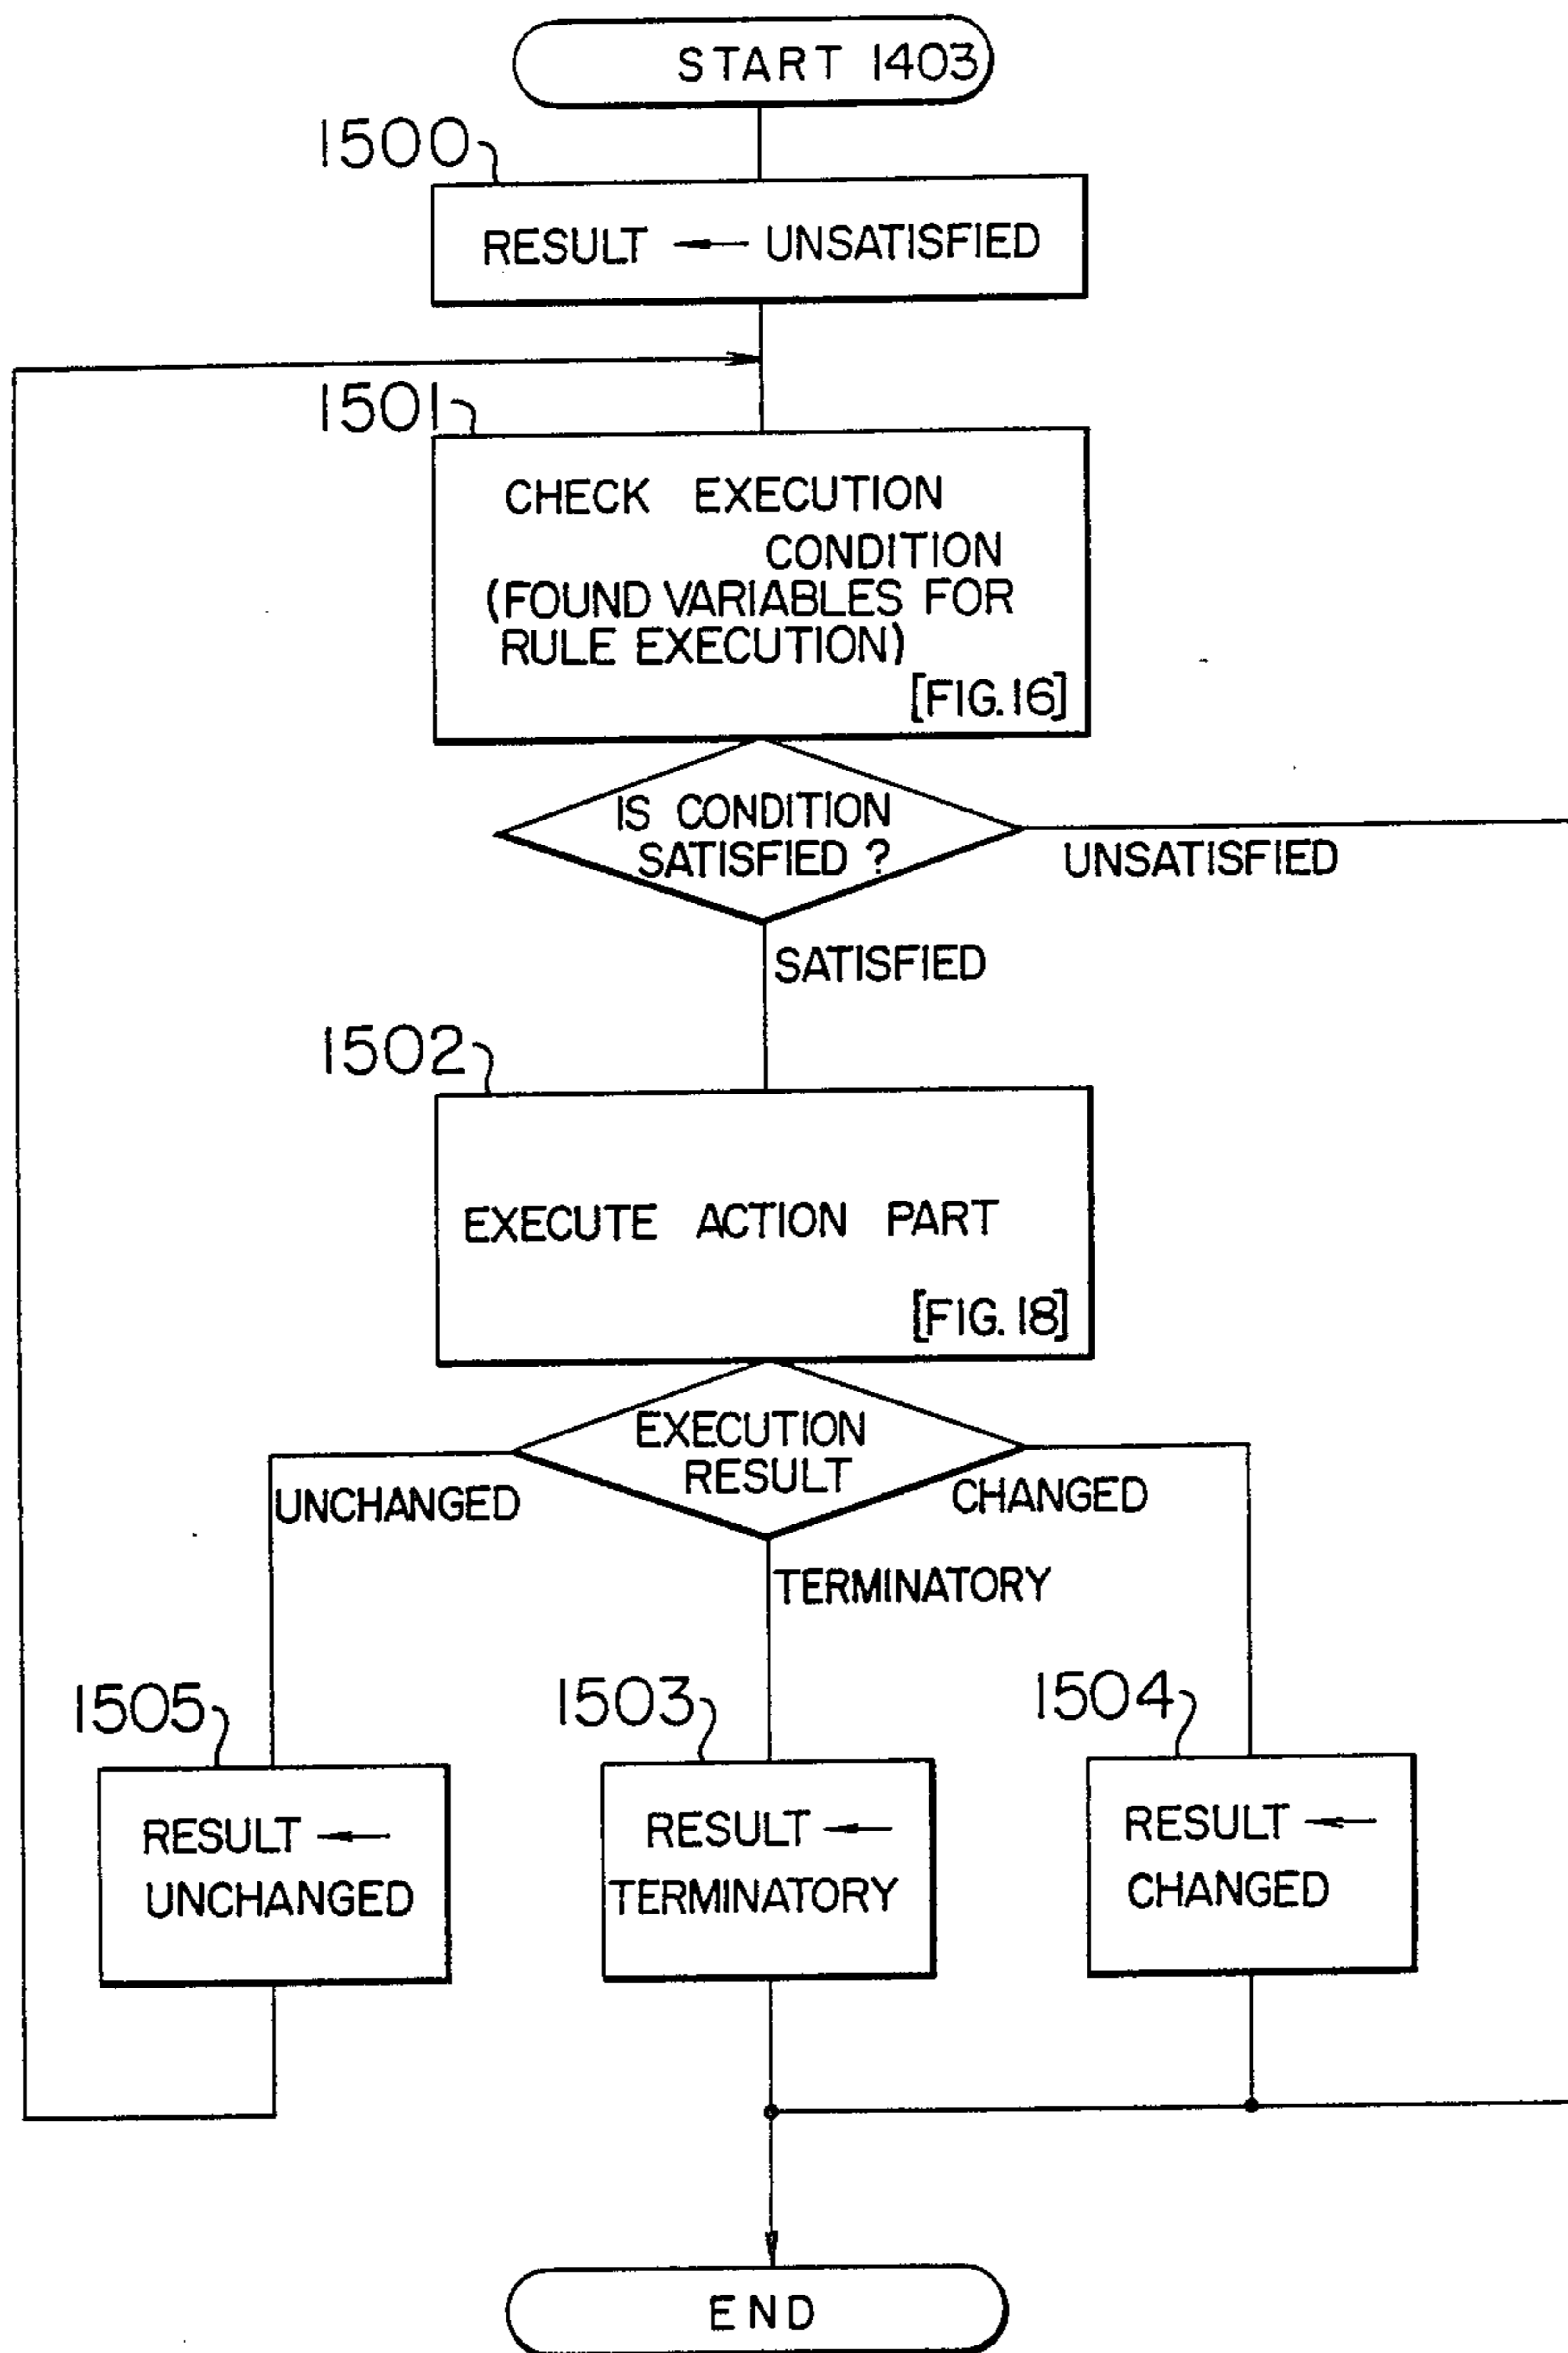 START 1403
1500
RESULT ← UNSATISFIED
1501
CHECK EXECUTION
CONDITION
(FOUND VARIABLES FOR
RULE EXECUTION)
[FIG. 16]
IS CONDITION
SATISFIED ?
UNSATISFIED
SATISFIED
1502
EXECUTE ACTION PART
[FIG. 18]
EXECUTION
RESULT
UNCHANGED
CHANGED
TERMINATORY
1505
1503
1504
RESULT ←
UNCHANGED
RESULT ←
TERMINATORY
RESULT ←
CHANGED
END